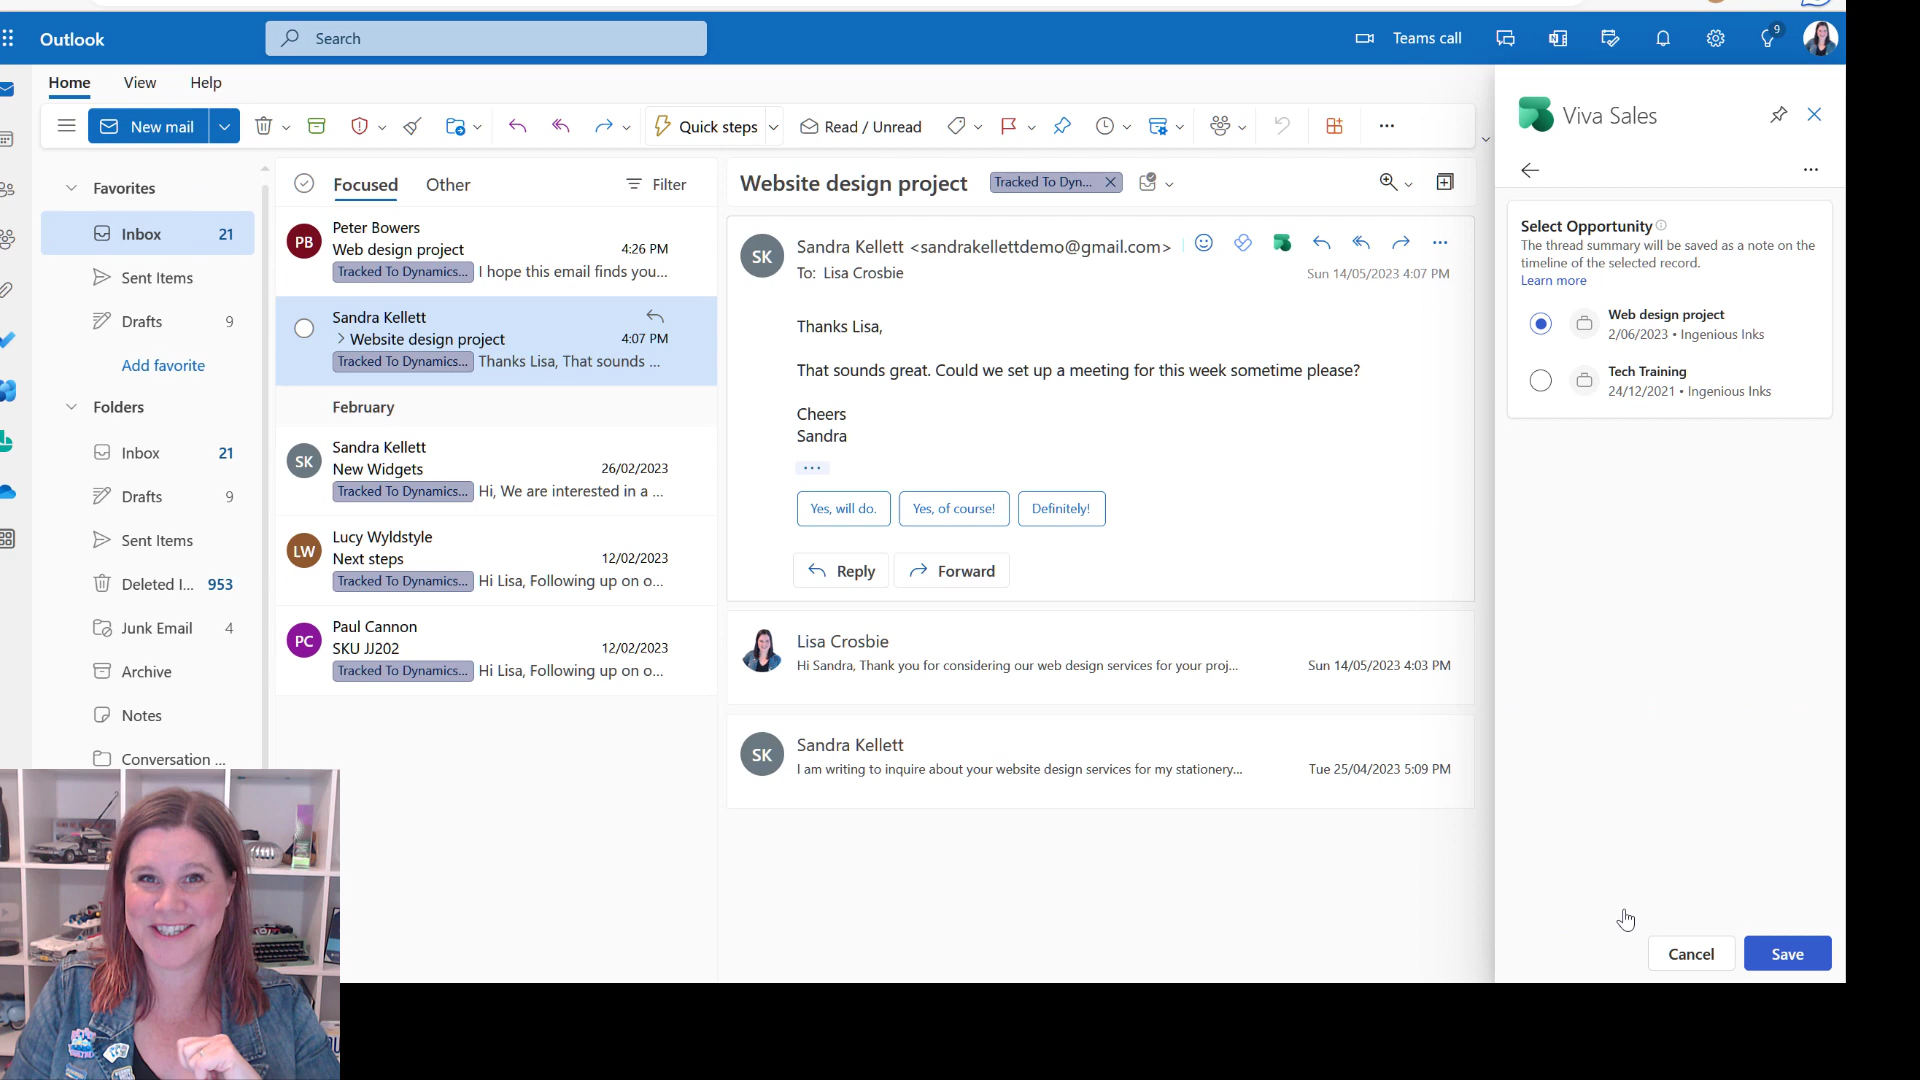 Outlook
Search
Teams call
9
Home
View
Help
New mail
Quick steps
Read / Unread
Favorites
Inbox 21
Sent Items
Drafts 9
Add favorite
Folders
Inbox 21
Drafts 9
Sent Items
Deleted I... 953
Junk Email 4
Archive
Notes
Conversation ...
Focused
Other
Filter
PB
Peter Bowers
Web design project 4:26 PM
Tracked To Dynamics... I hope this email finds you...
Sandra Kellett
Website design project 4:07 PM
Tracked To Dynamics... Thanks Lisa, That sounds ...
February
SK
Sandra Kellett
New Widgets 26/02/2023
Tracked To Dynamics... Hi, We are interested in a ...
LW
Lucy Wyldstyle
Next steps 12/02/2023
Tracked To Dynamics... Hi Lisa, Following up on o...
PC
Paul Cannon
SKU JJ202 12/02/2023
Tracked To Dynamics... Hi Lisa, Following up on o...
Website design project
Tracked To Dyn...
SK
Sandra Kellett <sandrakellettdemo@gmail.com>
To: Lisa Crosbie
Sun 14/05/2023 4:07 PM
Thanks Lisa,
That sounds great. Could we set up a meeting for this week sometime please?
Cheers
Sandra
Yes, will do.
Yes, of course!
Definitely!
Reply
Forward
Lisa Crosbie
Hi Sandra, Thank you for considering our web design services for your proj... Sun 14/05/2023 4:03 PM
SK
Sandra Kellett
I am writing to inquire about your website design services for my stationery... Tue 25/04/2023 5:09 PM
Viva Sales
Select Opportunity
The thread summary will be saved as a note on the
timeline of the selected record.
Learn more
Web design project
2/06/2023 • Ingenious Inks
Tech Training
24/12/2021 • Ingenious Inks
Cancel
Save